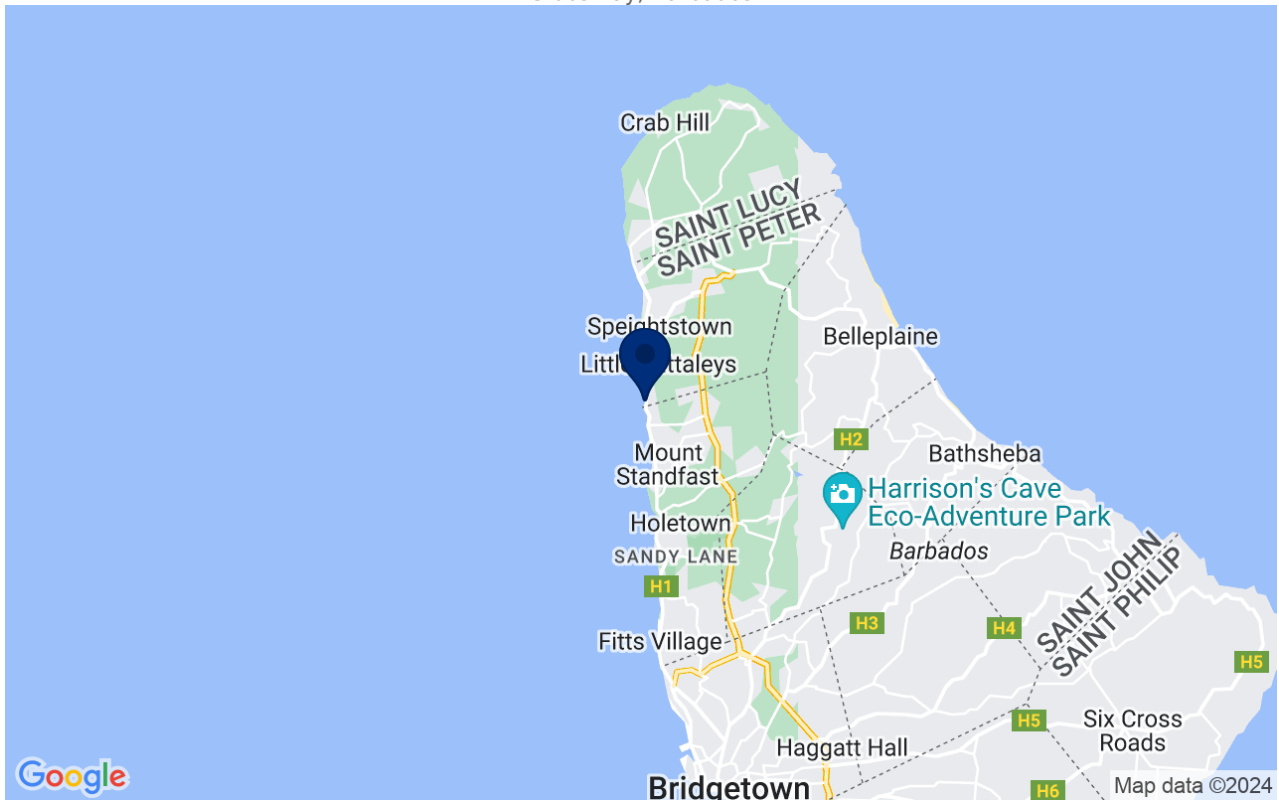 Crab Hill
SAINT LUCY
SAINT PETER
Speightstown
Belleplaine
H2
Mount
Standfast
Bathsheba
Harrison's Cave
Eco-Adventure Park
Holetown
Barbados
SANDY LANE
SAINT JOHN
SAINT PHILIP
H1
H3
H4
Fitts Village
H5
H5
Six Cross
Roads
Haggatt Hall
Google
Bridgetown
H6
Map data ©2024